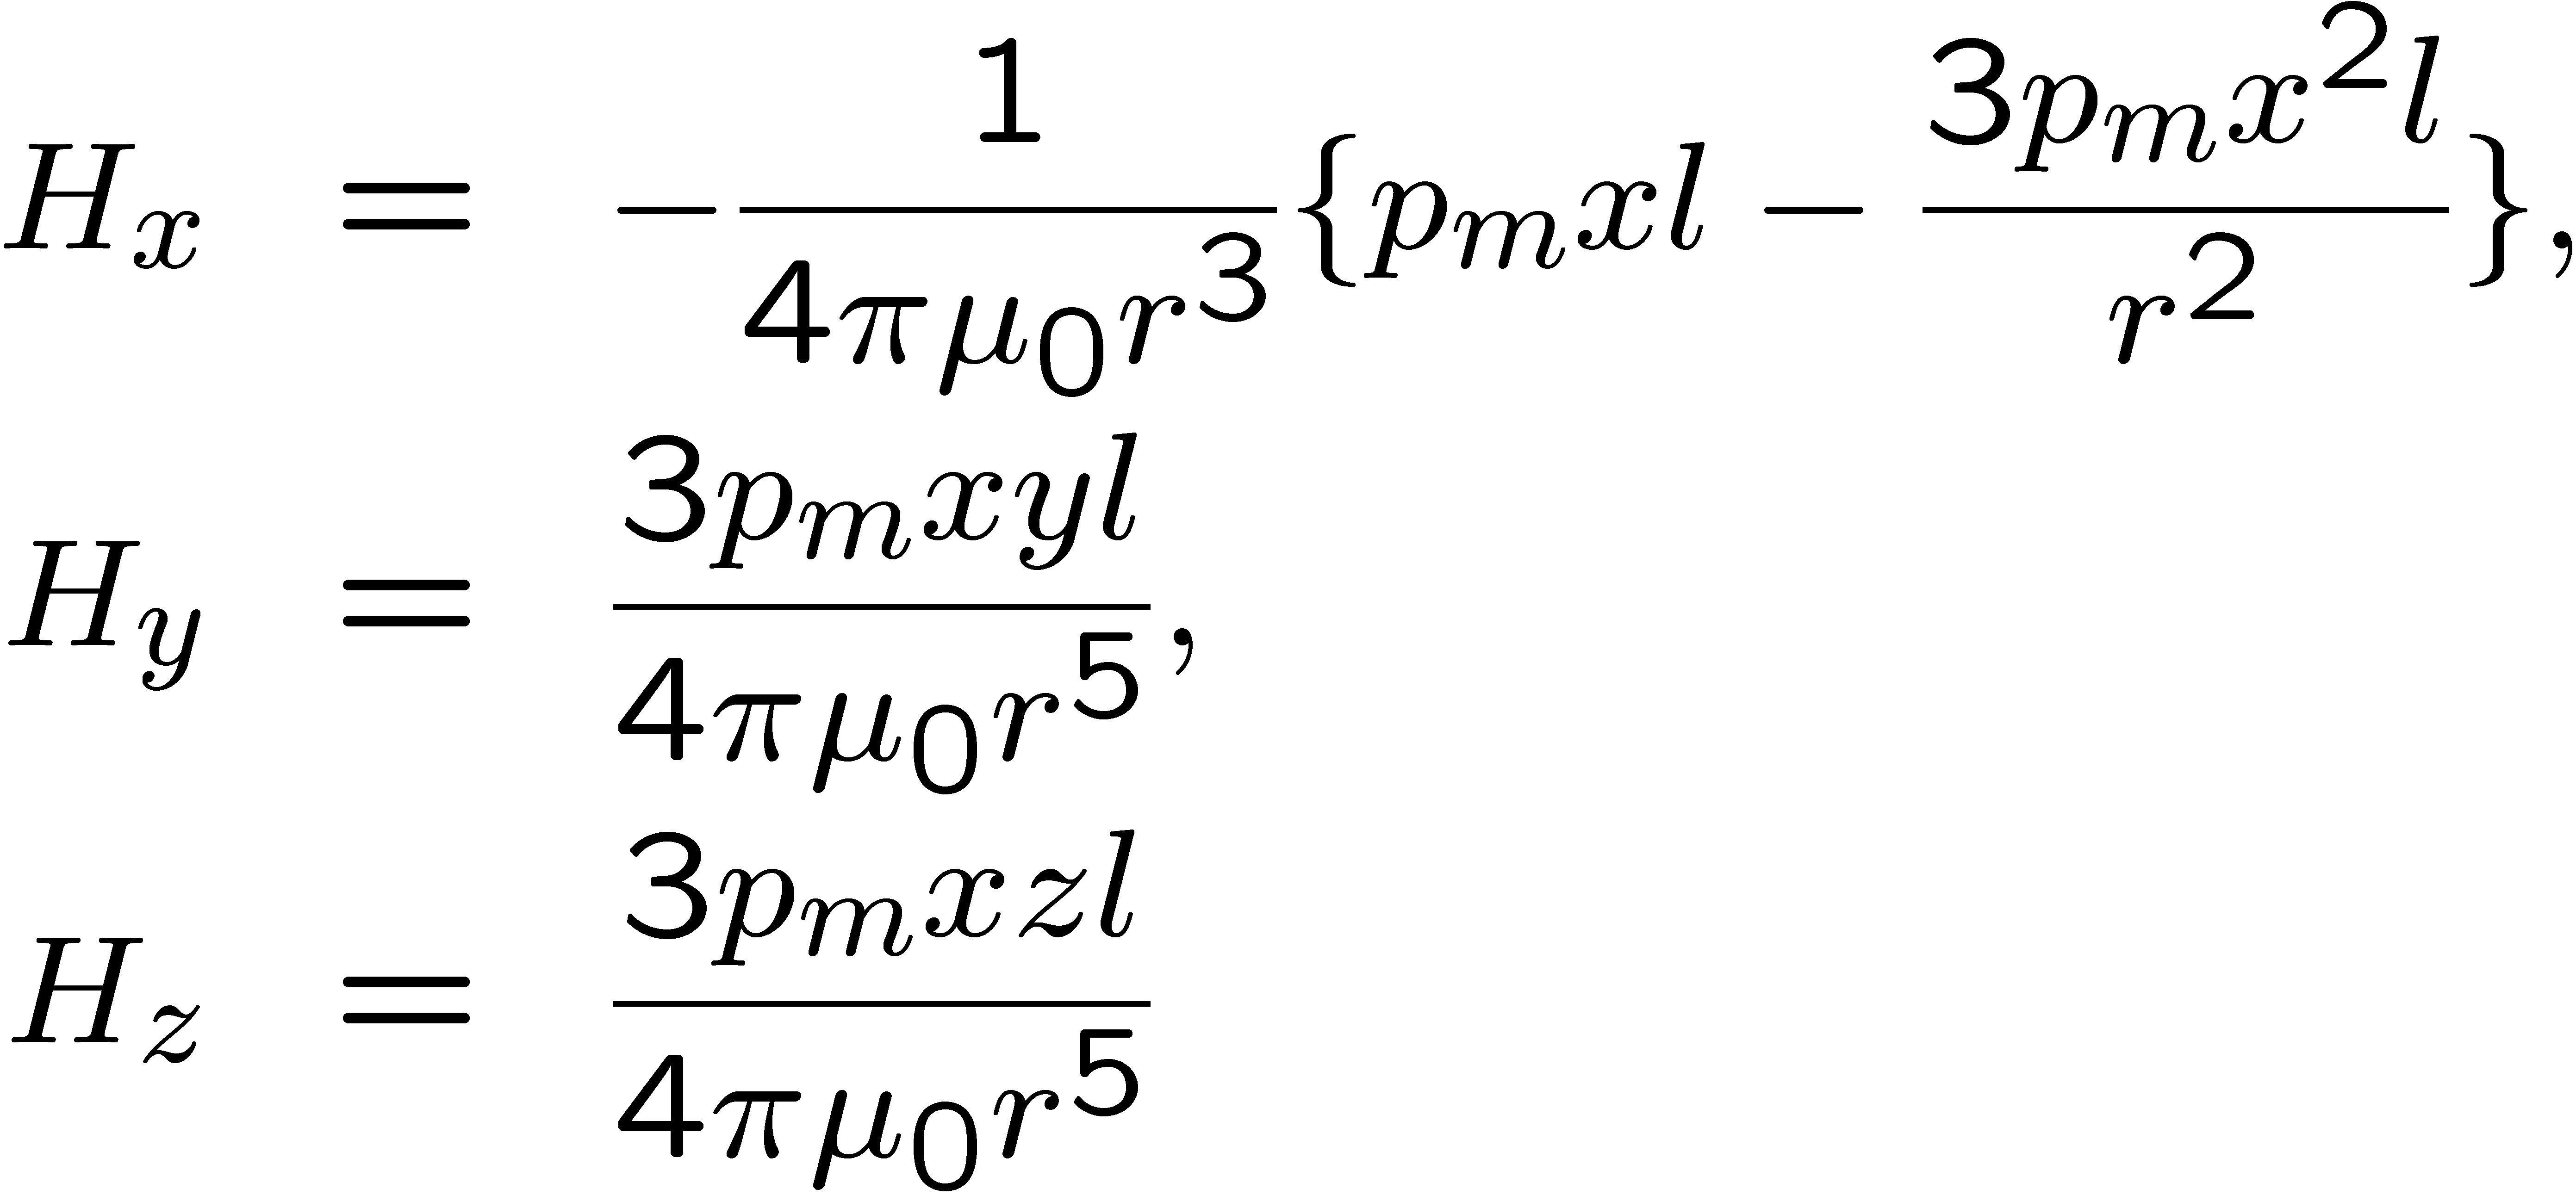 $H_x = -\frac{1}{4\pi\mu_0 r^3}\{p_m x l - \frac{3p_m x^2 l}{r^2}\},$
$H_y = \frac{3p_m x y l}{4\pi\mu_0 r^5},$
$H_z = \frac{3p_m x z l}{4\pi\mu_0 r^5}$